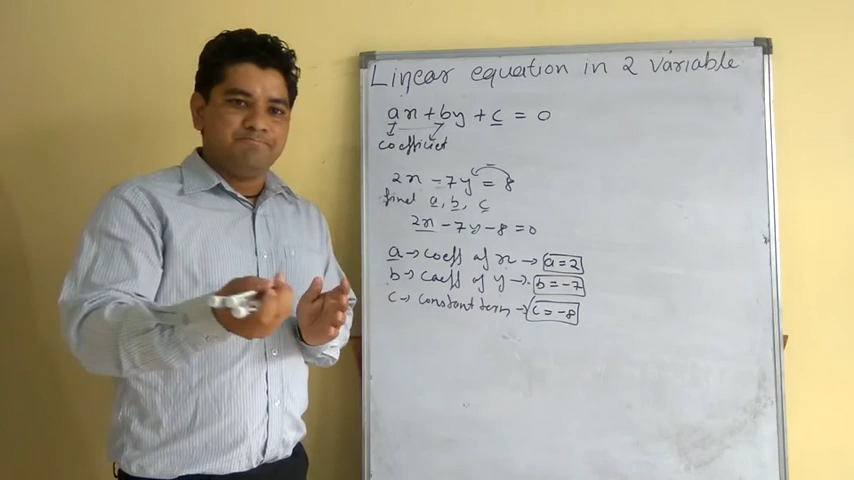 Linear equation in 2 variable
ax + by + c = 0
coefficiet
2x - 7y = 8
find a, b, c
2x - 7y - 8 = 0
a → coeff of x → a = 2
b → coeff of y → b = -7
c → constant term → c = -8